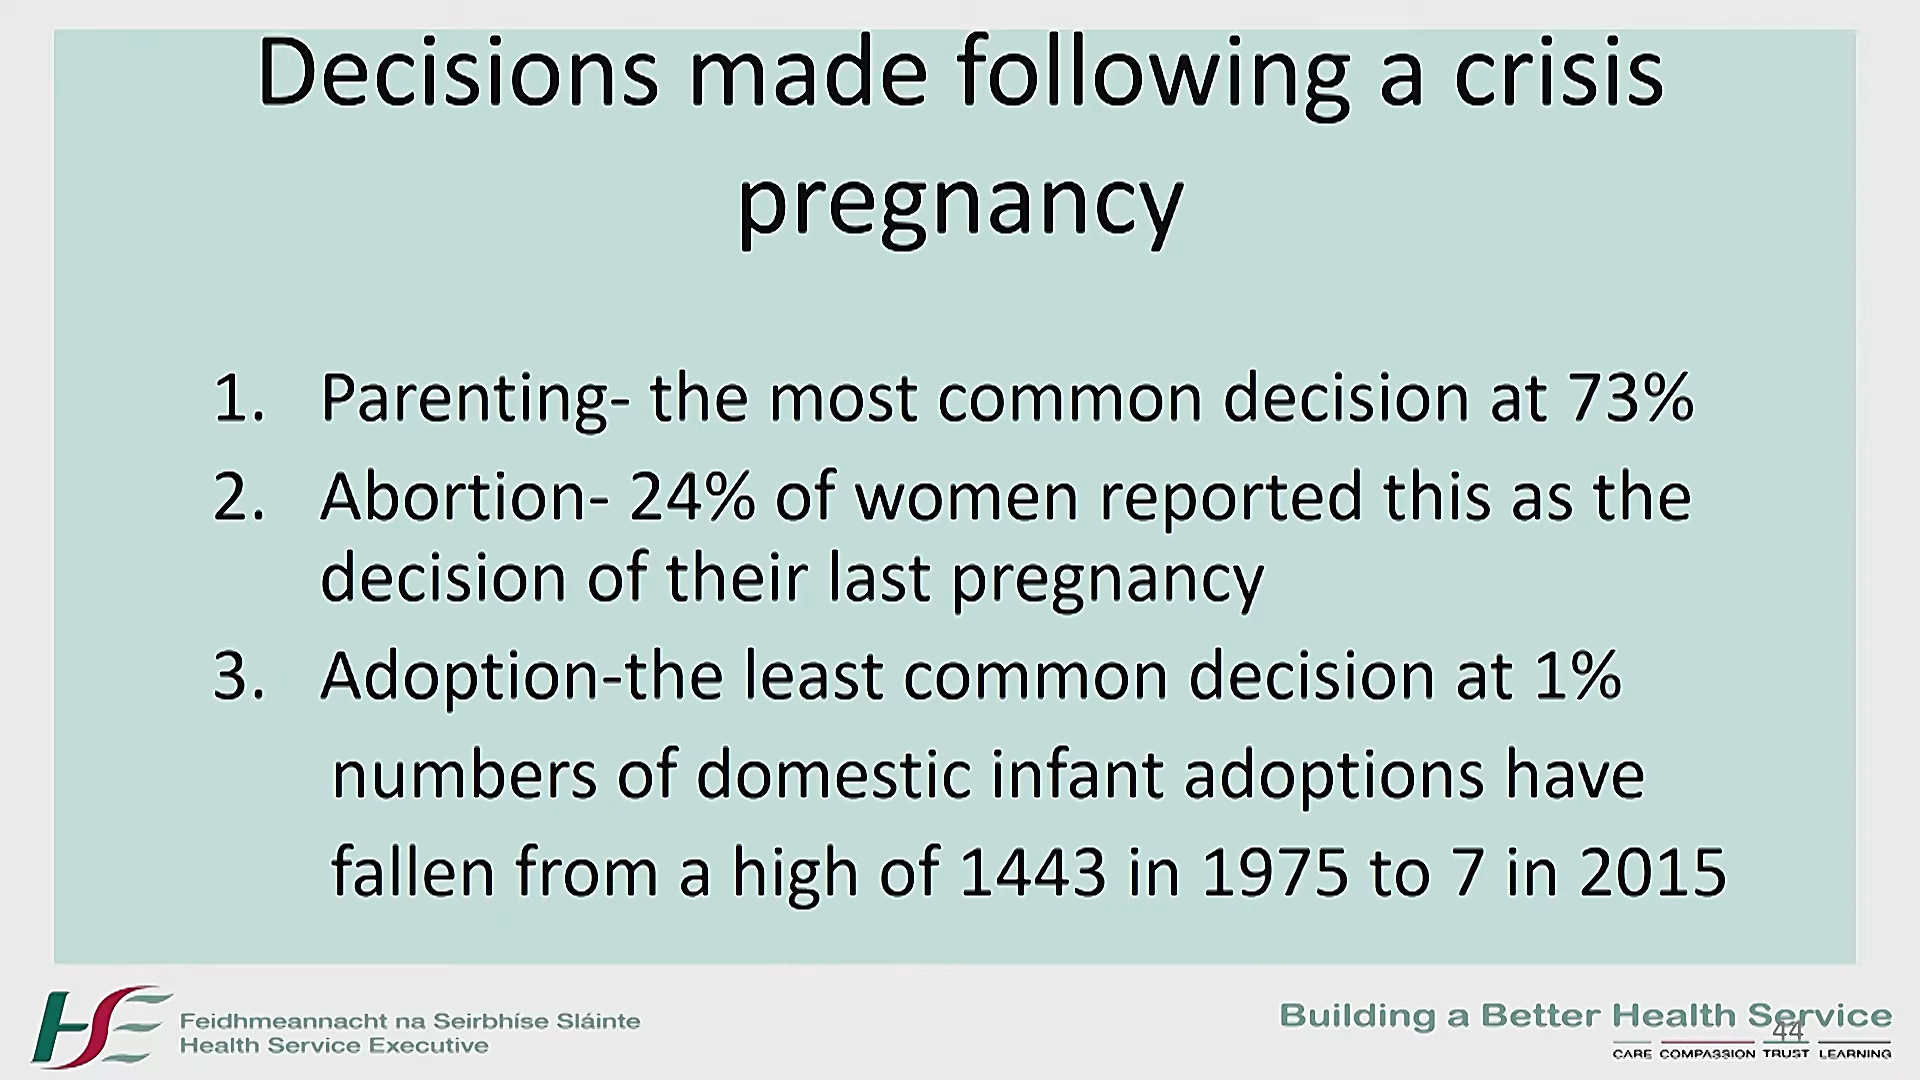 Decisions made following a crisis
pregnancy
1. Parenting- the most common decision at 73%
2. Abortion- 24% of women reported this as the
decision of their last pregnancy
3. Adoption-the least common decision at 1%
numbers of domestic infant adoptions have
fallen from a high of 1443 in 1975 to 7 in 2015
HSE
Feidhmeannacht na Seirbhíse Sláinte
Health Service Executive
Building a Better Health Service
44
CARE COMPASSION TRUST LEARNING